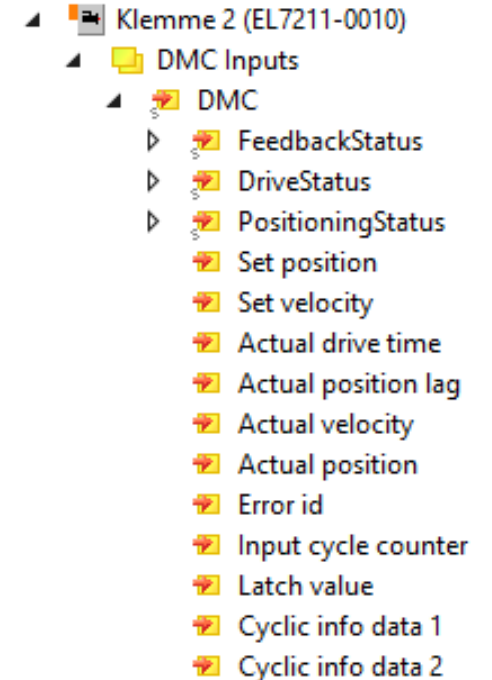 Klemme 2 (EL7211-0010)
DMC Inputs
DMC
FeedbackStatus
DriveStatus
PositioningStatus
Set position
Set velocity
Actual drive time
Actual position lag
Actual velocity
Actual position
Error id
Input cycle counter
Latch value
Cyclic info data 1
Cyclic info data 2